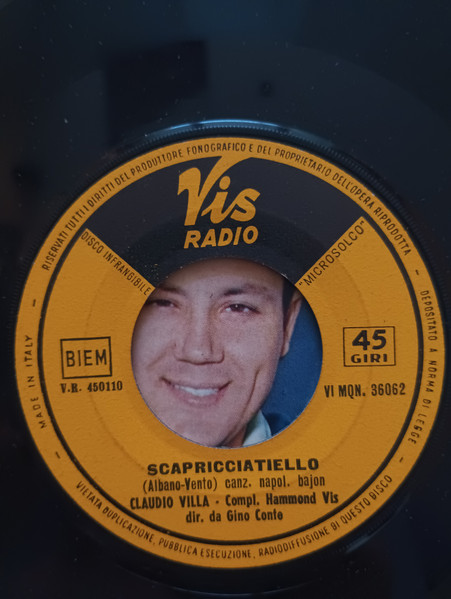 RISERVATI TUTTI I DIRITTI DEL PRODUTTORE FONOGRAFICO E DEL PROPRIETARIO DELL'OPERA RIPRODOTTA
Vis
RADIO
DISCO INFRANGIBILE
"MICROSOLCO"
BIEM
V.R. 450110
45
GIRI
VI MQN. 36062
SCAPRICCIATIELLO
(Albano-Vento) canz. napol. bajon
CLAUDIO VILLA - Compl. Hammond Vis
dir. da Gino Conte
MADE IN ITALY
DEPOSITATO A NORMA DI LEGGE
VIETATA DUPLICAZIONE, PUBBLICA ESECUZIONE, RADIODIFFUSIONE DI QUESTO DISCO